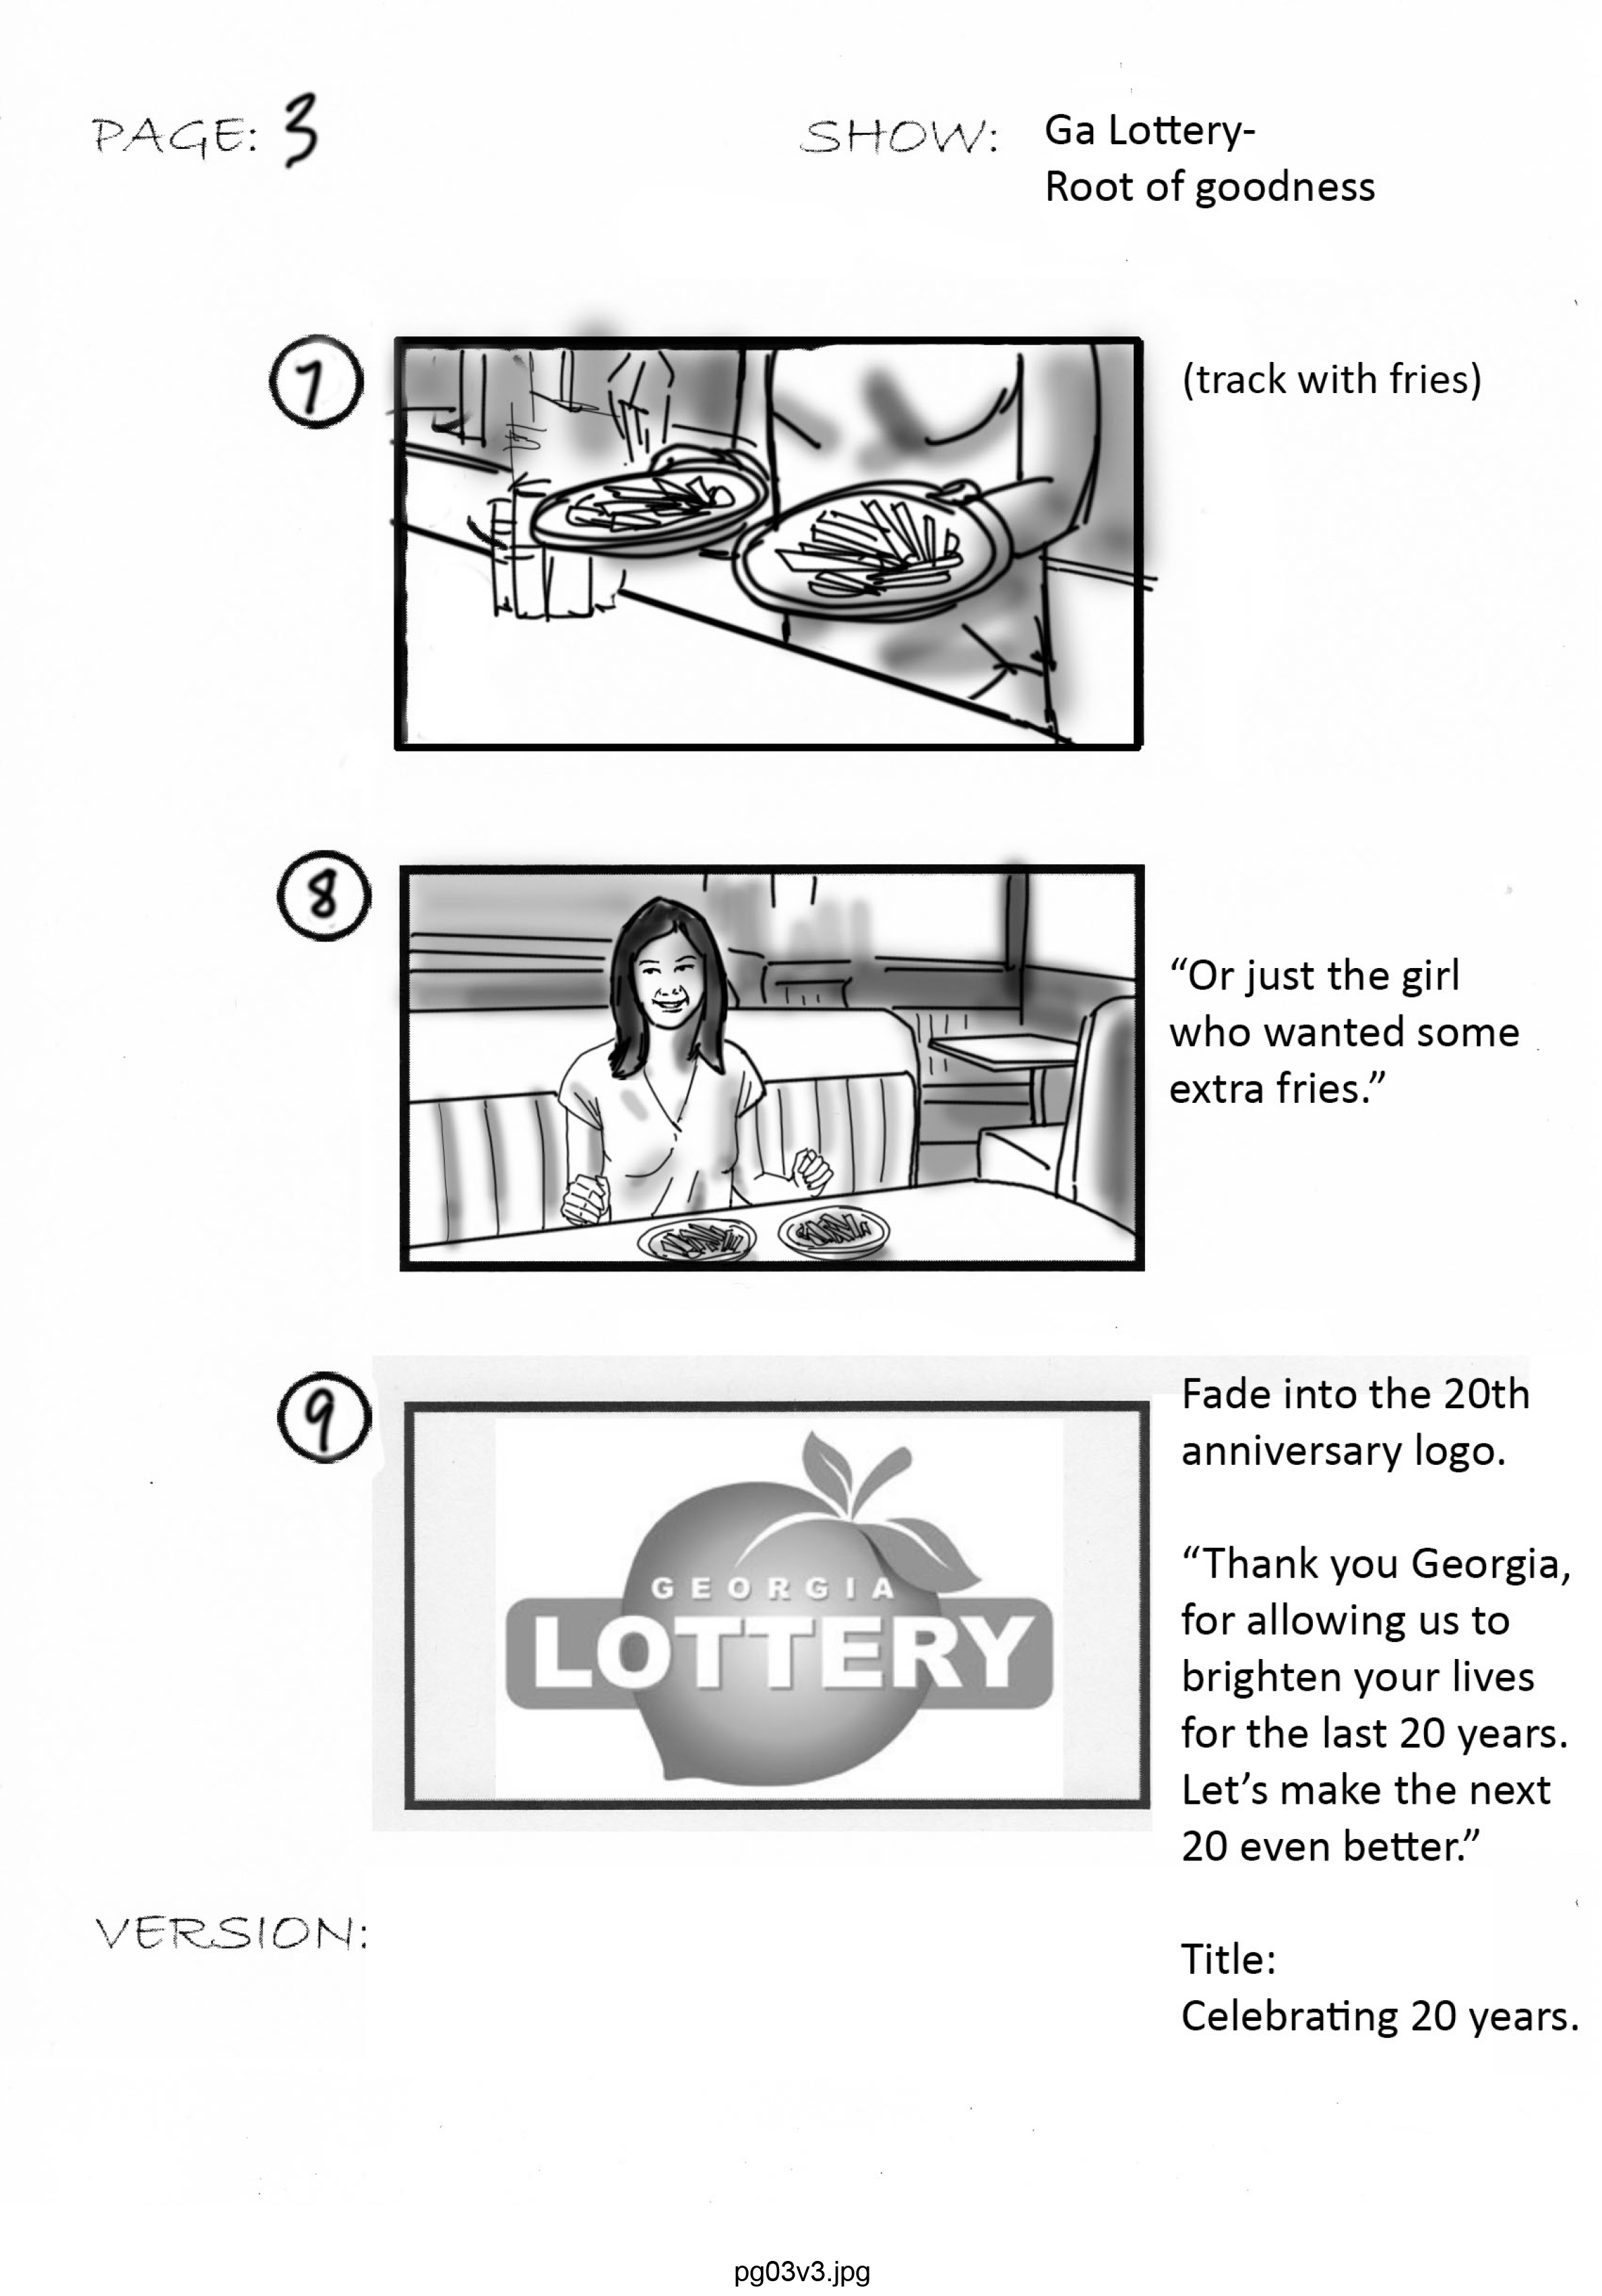 PAGE: 3
SHOW: Ga Lottery-
Root of goodness
7
(track with fries)
8
“Or just the girl
who wanted some
extra fries.”
9
GEORGIA
LOTTERY
Fade into the 20th
anniversary logo.
“Thank you Georgia,
for allowing us to
brighten your lives
for the last 20 years.
Let’s make the next
20 even better.”
VERSION:
Title:
Celebrating 20 years.
pg03v3.jpg